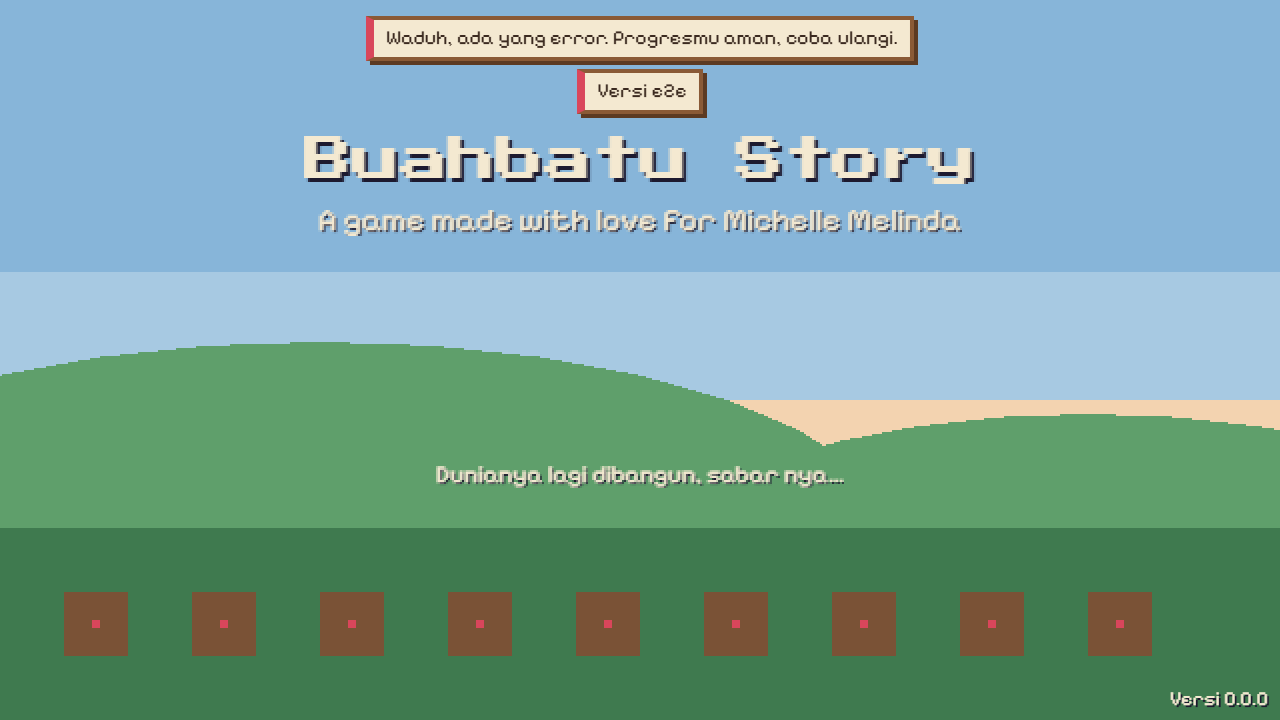 Waduh, ada yang error. Progresmu aman, coba ulangi.
Versi e2e
Buahbatu Story
A game made with love for Michelle Melinda
Dunianya lagi dibangun, sabar nya...
Versi 0.0.0